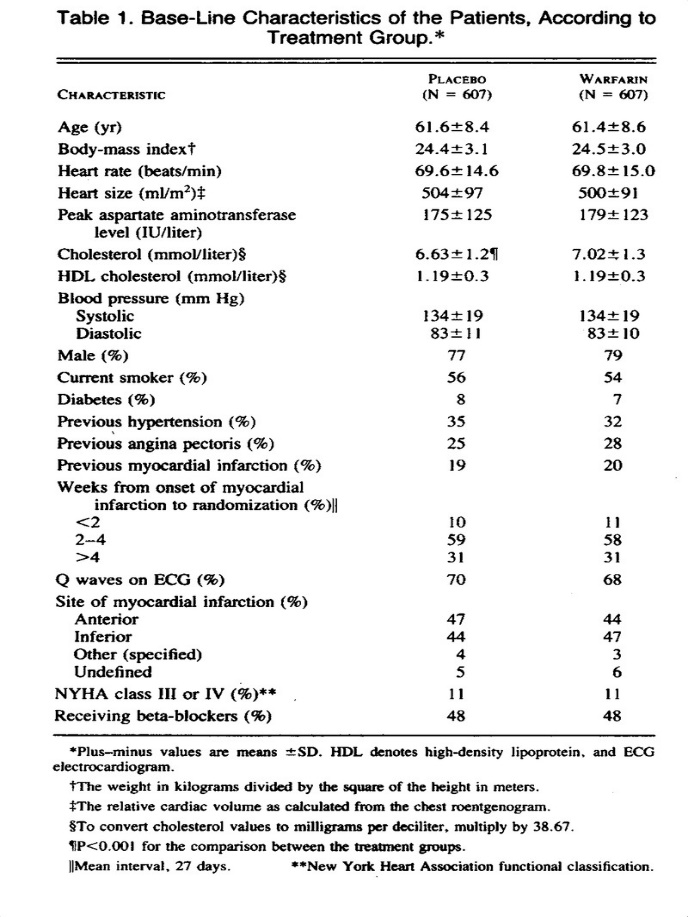 Table 1. Base-Line Characteristics of the Patients, According to
Treatment Group.*
CHARACTERISTIC PLACEBO (N = 607) WARFARIN (N = 607)
Age (yr) 61.6±8.4 61.4±8.6
Body-mass index† 24.4±3.1 24.5±3.0
Heart rate (beats/min) 69.6±14.6 69.8±15.0
Heart size (ml/m²)‡ 504±97 500±91
Peak aspartate aminotransferase 175±125 179±123
level (IU/liter)
Cholesterol (mmol/liter)§ 6.63±1.2¶ 7.02±1.3
HDL cholesterol (mmol/liter)§ 1.19±0.3 1.19±0.3
Blood pressure (mm Hg)
Systolic 134±19 134±19
Diastolic 83±11 83±10
Male (%) 77 79
Current smoker (%) 56 54
Diabetes (%) 8 7
Previous hypertension (%) 35 32
Previous angina pectoris (%) 25 28
Previous myocardial infarction (%) 19 20
Weeks from onset of myocardial
infarction to randomization (%)‖
<2 10 11
2–4 59 58
>4 31 31
Q waves on ECG (%) 70 68
Site of myocardial infarction (%)
Anterior 47 44
Inferior 44 47
Other (specified) 4 3
Undefined 5 6
NYHA class III or IV (%)** 11 11
Receiving beta-blockers (%) 48 48
*Plus–minus values are means ±SD. HDL denotes high-density lipoprotein, and ECG
electrocardiogram.
†The weight in kilograms divided by the square of the height in meters.
‡The relative cardiac volume as calculated from the chest roentgenogram.
§To convert cholesterol values to milligrams per deciliter, multiply by 38.67.
¶P<0.001 for the comparison between the treatment groups.
‖Mean interval, 27 days. **New York Heart Association functional classification.